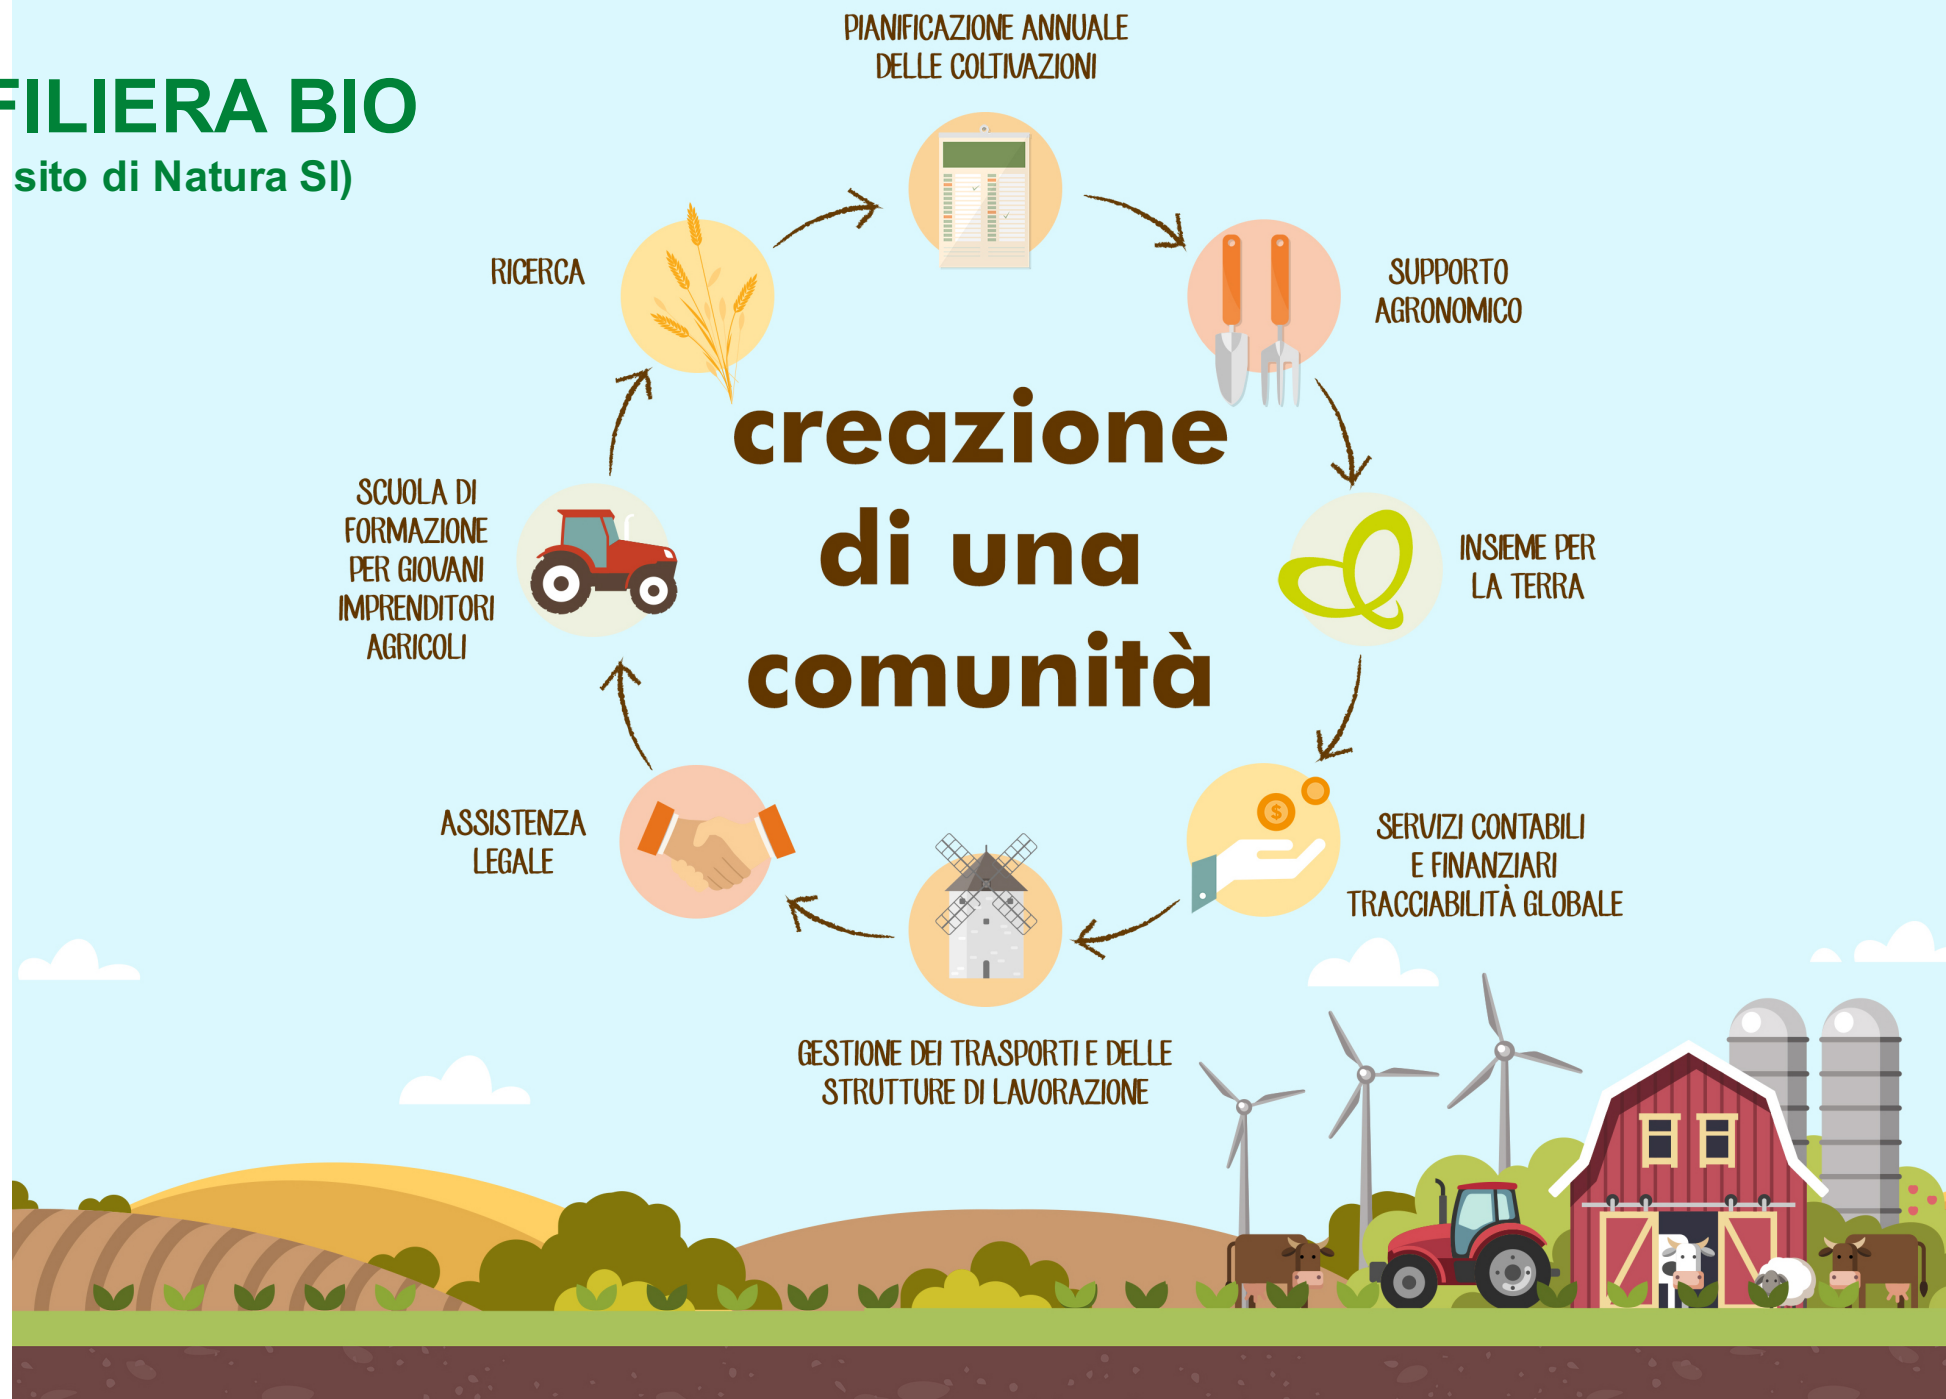 FILIERA BIO
sito di Natura SI)
PIANIFICAZIONE ANNUALE
DELLE COLTIVAZIONI
SUPPORTO
AGRONOMICO
INSIEME PER
LA TERRA
SERVIZI CONTABILI
E FINANZIARI
TRACCIABILITÀ GLOBALE
GESTIONE DEI TRASPORTI E DELLE
STRUTTURE DI LAVORAZIONE
ASSISTENZA
LEGALE
SCUOLA DI
FORMAZIONE
PER GIOVANI
IMPRENDITORI
AGRICOLI
RICERCA
creazione
di una
comunità
$